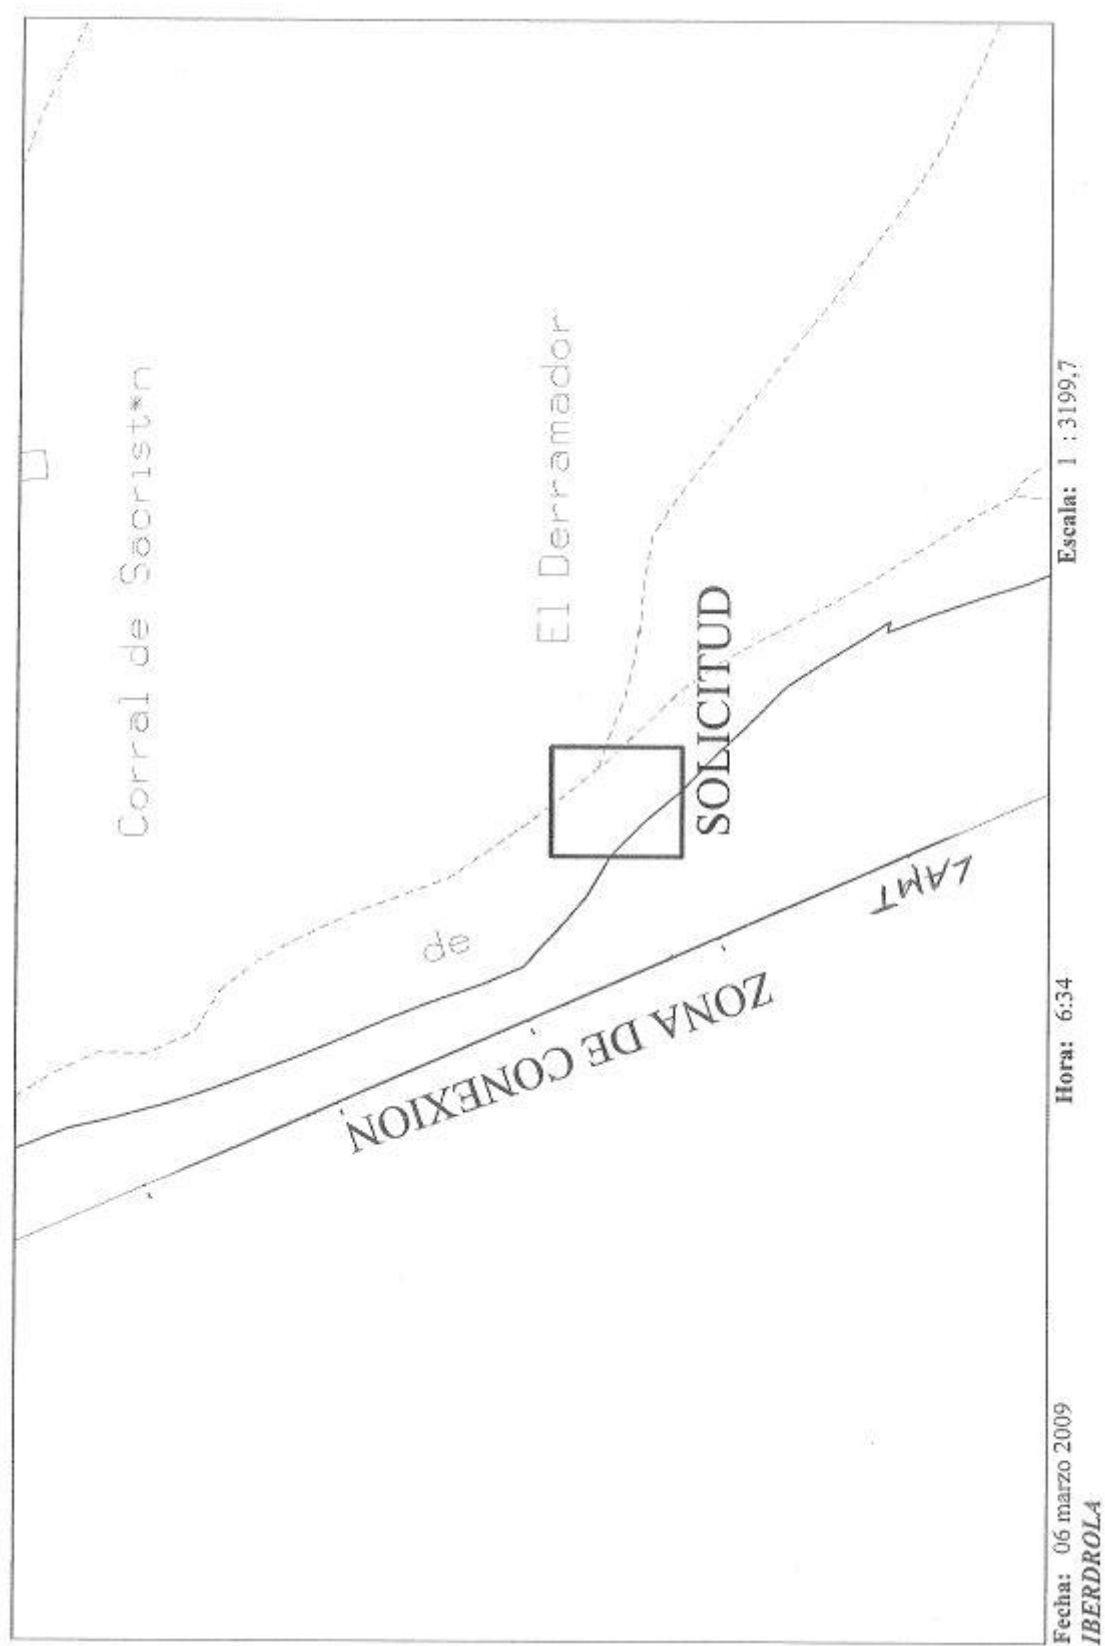 Corral de Saorist*n
El Derramador
de
SOLICITUD
ZONA DE CONEXION
LAMT
Fecha: 06 marzo 2009 Hora: 6:34 Escala: 1 : 3199,7
IBERDROLA